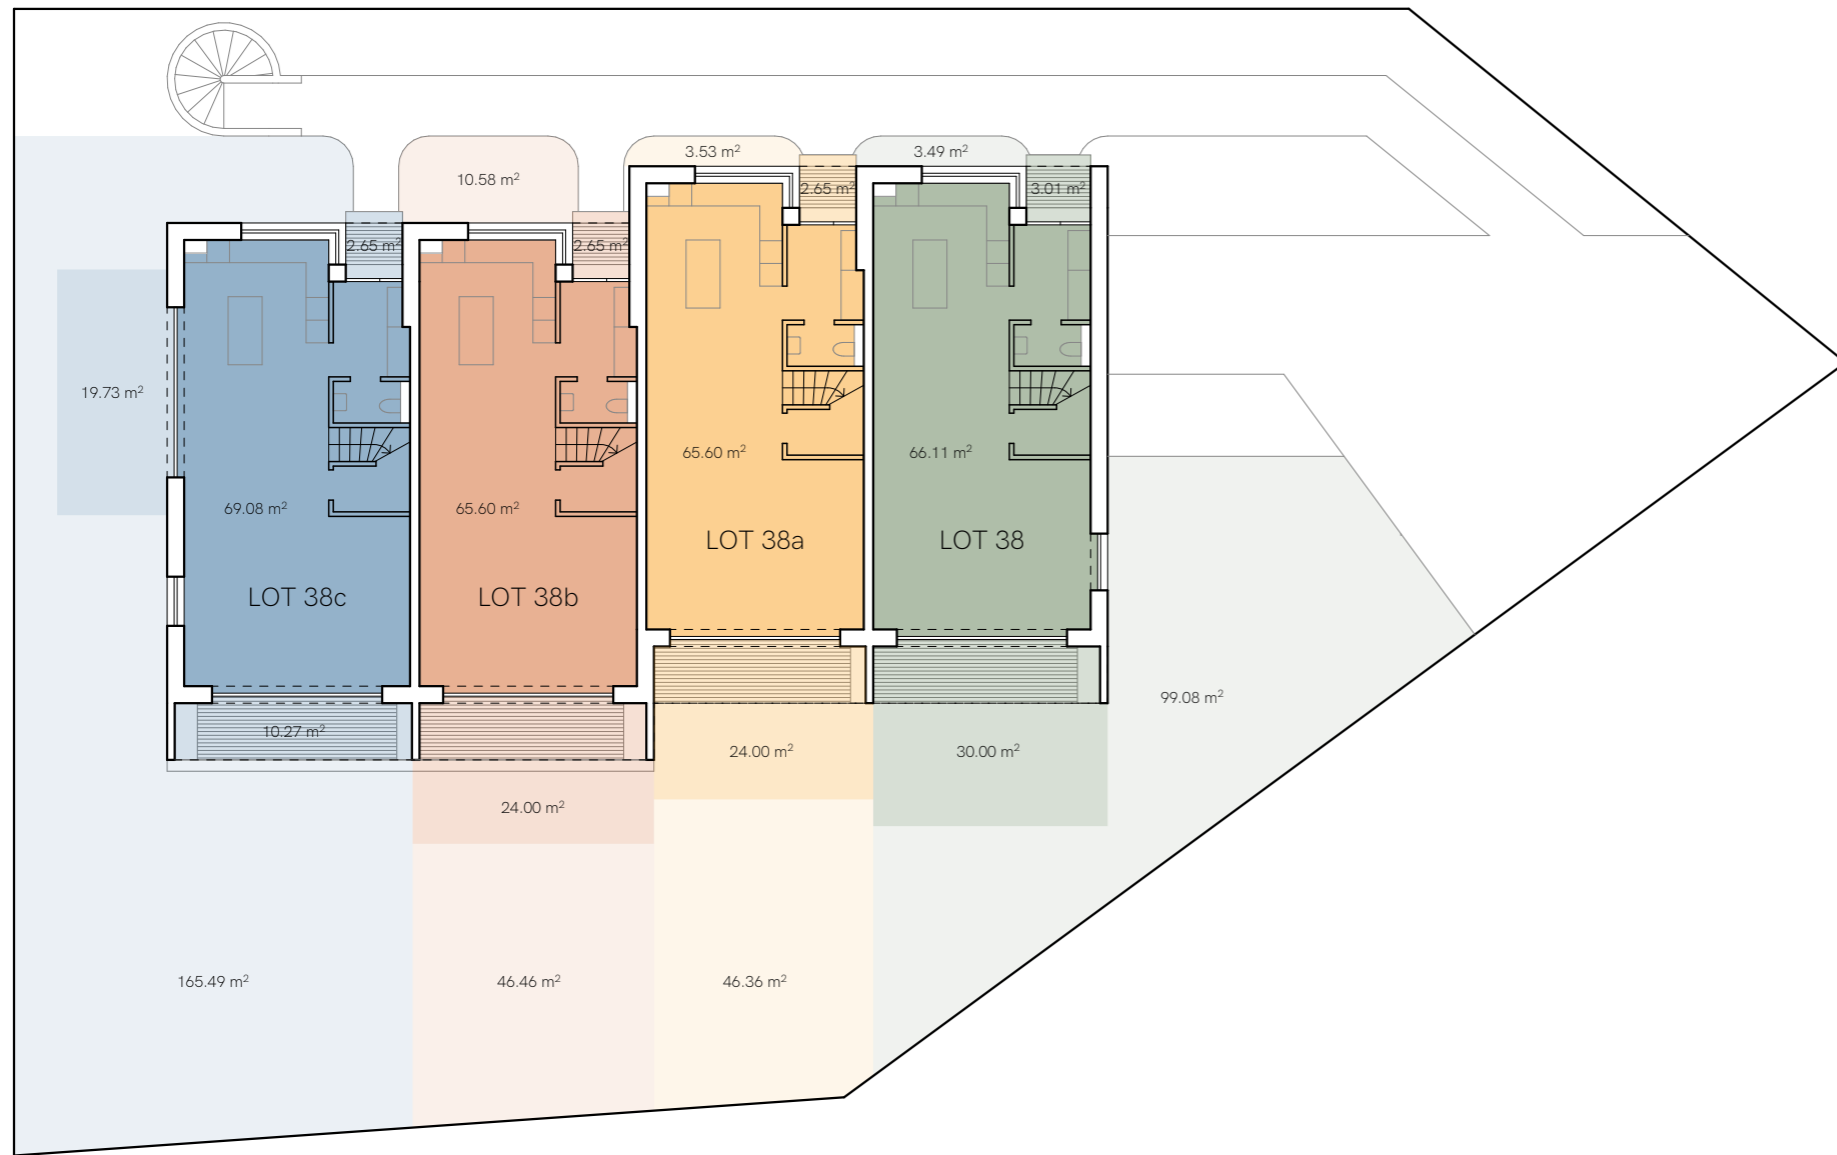 3.53 m²
3.49 m²
10.58 m²
2.65 m²
3.01 m²
2.65 m²
2.65 m²
19.73 m²
65.60 m²
66.11 m²
69.08 m²
65.60 m²
LOT 38a
LOT 38
LOT 38c
LOT 38b
99.08 m²
10.27 m²
24.00 m²
30.00 m²
24.00 m²
165.49 m²
46.46 m²
46.36 m²